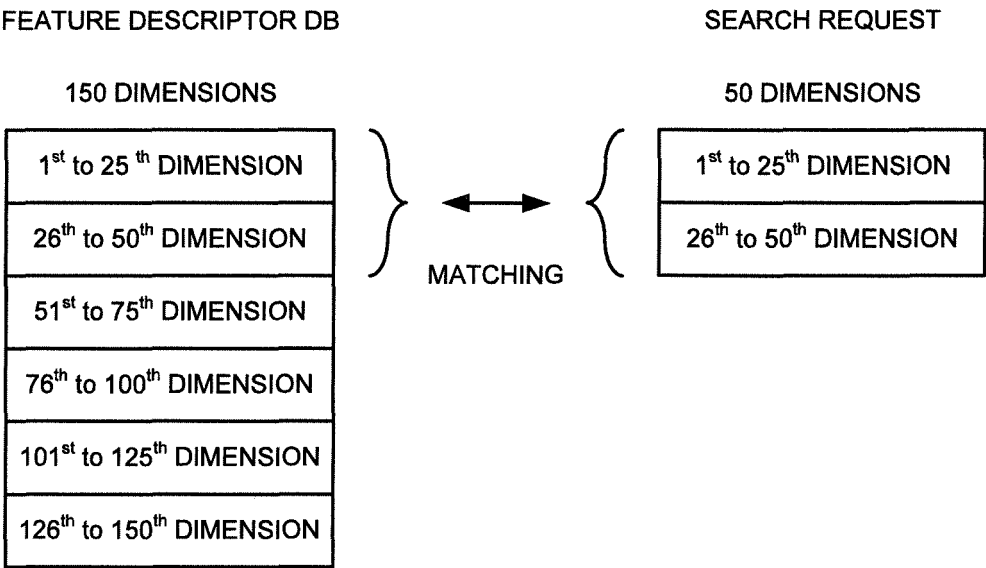 FEATURE DESCRIPTOR DB
150 DIMENSIONS
1st to 25 th DIMENSION
26th to 50th DIMENSION
51st to 75th DIMENSION
76th to 100th DIMENSION
101st to 125th DIMENSION
126th to 150th DIMENSION
MATCHING
SEARCH REQUEST
50 DIMENSIONS
1st to 25th DIMENSION
26th to 50th DIMENSION